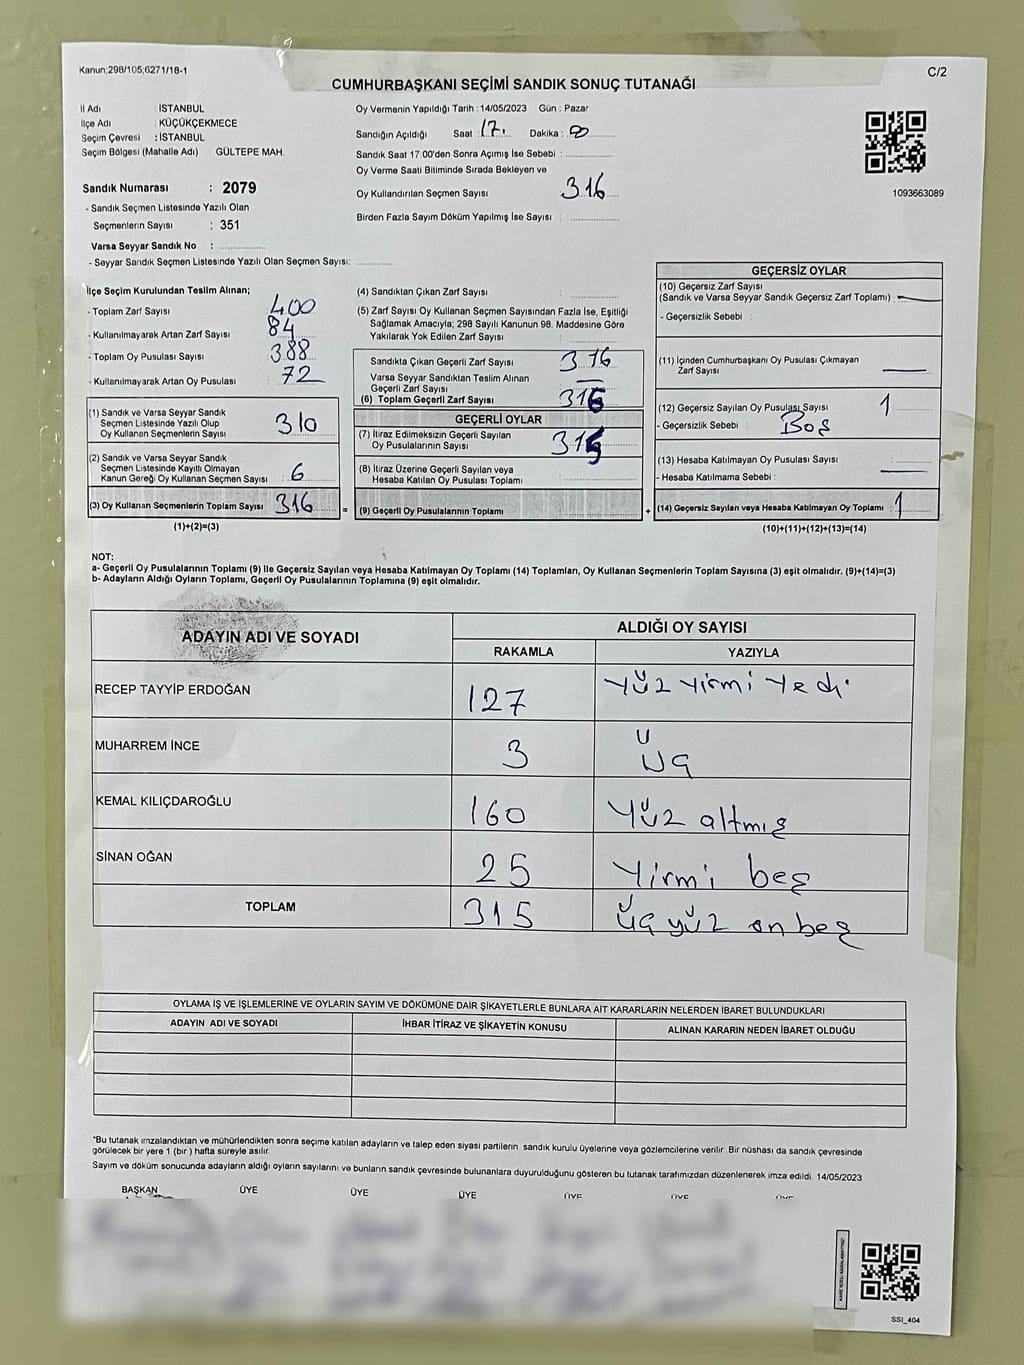 Kanun;298/105;6271/18-1
C/2
CUMHURBAŞKANI SEÇİMİ SANDIK SONUÇ TUTANAĞI
İl Adı : İSTANBUL
İlçe Adı : KÜÇÜKÇEKMECE
Seçim Çevresi : İSTANBUL
Seçim Bölgesi (Mahalle Adı) GÜLTEPE MAH.
Sandık Numarası : 2079
- Sandık Seçmen Listesinde Yazılı Olan
Seçmenlerin Sayısı : 351
Varsa Seyyar Sandık No :
- Seyyar Sandık Seçmen Listesinde Yazılı Olan Seçmen Sayısı:
Oy Vermenin Yapıldığı Tarih : 14/05/2023 Gün : Pazar
Sandığın Açıldığı Saat : 17. Dakika : 00
Sandık Saat 17:00'den Sonra Açımış İse Sebebi :
Oy Verme Saati Bitiminde Sırada Bekleyen ve
Oy Kullandırılan Seçmen Sayısı 316
Birden Fazla Sayım Döküm Yapılmış İse Sayısı :
1093663089
İlçe Seçim Kurulundan Teslim Alınan;
- Toplam Zarf Sayısı 400
- Kullanılmayarak Artan Zarf Sayısı 84
- Toplam Oy Pusulası Sayısı 388
- Kullanılmayarak Artan Oy Pusulası 72
(1) Sandık ve Varsa Seyyar Sandık
Seçmen Listesinde Yazılı Olup
Oy Kullanan Seçmenlerin Sayısı 310
(2) Sandık ve Varsa Seyyar Sandık
Seçmen Listesinde Kayıtlı Olmayan
Kanun Gereği Oy Kullanan Seçmen Sayısı : 6
(3) Oy Kullanan Seçmenlerin Toplam Sayısı 316
(1)+(2)=(3)
=
(4) Sandıktan Çıkan Zarf Sayısı
(5) Zarf Sayısı Oy Kullanan Seçmen Sayısından Fazla İse, Eşitliği
Sağlamak Amacıyla; 298 Sayılı Kanunun 98. Maddesine Göre
Yakılarak Yok Edilen Zarf Sayısı
Sandıkta Çıkan Geçerli Zarf Sayısı 316
Varsa Seyyar Sandıktan Teslim Alınan
Geçerli Zarf Sayısı —
(6) Toplam Geçerli Zarf Sayısı 316
GEÇERLİ OYLAR
(7) İtiraz Edilmeksizin Geçerli Sayılan
Oy Pusulalarının Sayısı 315
(8) İtiraz Üzerine Geçerli Sayılan veya
Hesaba Katılan Oy Pusulası Toplamı
(9) Geçerli Oy Pusulalarının Toplamı
+
GEÇERSİZ OYLAR
(10) Geçersiz Zarf Sayısı
(Sandık ve Varsa Seyyar Sandık Geçersiz Zarf Toplamı) : —
- Geçersizlik Sebebi :
(11) İçinden Cumhurbaşkanı Oy Pusulası Çıkmayan
Zarf Sayısı —
(12) Geçersiz Sayılan Oy Pusulası Sayısı 1
- Geçersizlik Sebebi : Boş
(13) Hesaba Katılmayan Oy Pusulası Sayısı —
- Hesaba Katılmama Sebebi :
(14) Geçersiz Sayılan veya Hesaba Katılmayan Oy Toplamı : 1
(10)+(11)+(12)+(13)=(14)
NOT:
a- Geçerli Oy Pusulalarının Toplamı (9) ile Geçersiz Sayılan veya Hesaba Katılmayan Oy Toplamı (14) Toplamları, Oy Kullanan Seçmenlerin Toplam Sayısına (3) eşit olmalıdır. (9)+(14)=(3)
b- Adayların Aldığı Oyların Toplamı, Geçerli Oy Pusulalarının Toplamına (9) eşit olmalıdır.
ADAYIN ADI VE SOYADI
ALDIĞI OY SAYISI
RAKAMLA YAZIYLA
RECEP TAYYİP ERDOĞAN 127 yüz yirmi yedi
MUHARREM İNCE 3 üç
KEMAL KILIÇDAROĞLU 160 yüz altmış
SİNAN OĞAN 25 yirmi beş
TOPLAM 315 üçyüz on beş
OYLAMA İŞ VE İŞLEMLERİNE VE OYLARIN SAYIM VE DÖKÜMÜNE DAİR ŞİKAYETLERLE BUNLARA AİT KARARLARIN NELERDEN İBARET BULUNDUKLARI
ADAYIN ADI VE SOYADI İHBAR İTİRAZ VE ŞİKAYETİN KONUSU ALINAN KARARIN NEDEN İBARET OLDUĞU
*Bu tutanak imzalandıktan ve mühürlendikten sonra seçime katılan adayların ve talep eden siyasi partilerin sandık kurulu üyelerine veya gözlemcilerine verilir. Bir nüshası da sandık çevresinde
görülecek bir yere 1 (bir ) hafta süreyle asılır.
Sayım ve döküm sonucunda adayların aldığı oyların sayılarını ve bunların sandık çevresinde bulunanlara duyurulduğunu gösteren bu tutanak tarafımızdan düzenlenerek imza edildi. 14/05/2023
BAŞKAN ÜYE ÜYE ÜYE ÜYE ÜYE ÜYE
SSI_404